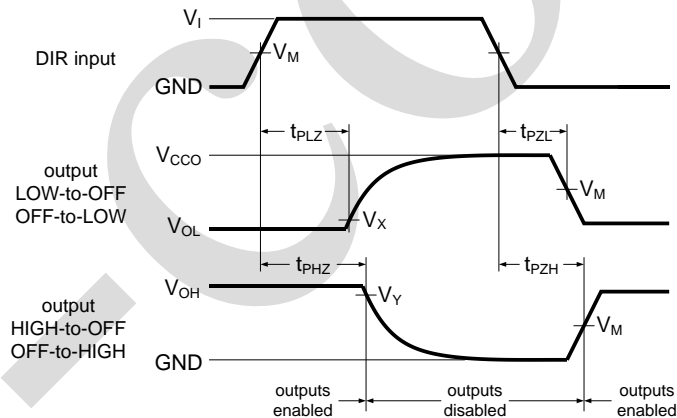 V_I
DIR input
V_M
GND
t_PLZ
t_PZL
V_CCO
output
LOW-to-OFF
OFF-to-LOW
V_M
V_X
V_OL
t_PHZ
t_PZH
V_OH
output
HIGH-to-OFF
OFF-to-HIGH
V_Y
V_M
GND
outputs
enabled
outputs
disabled
outputs
enabled